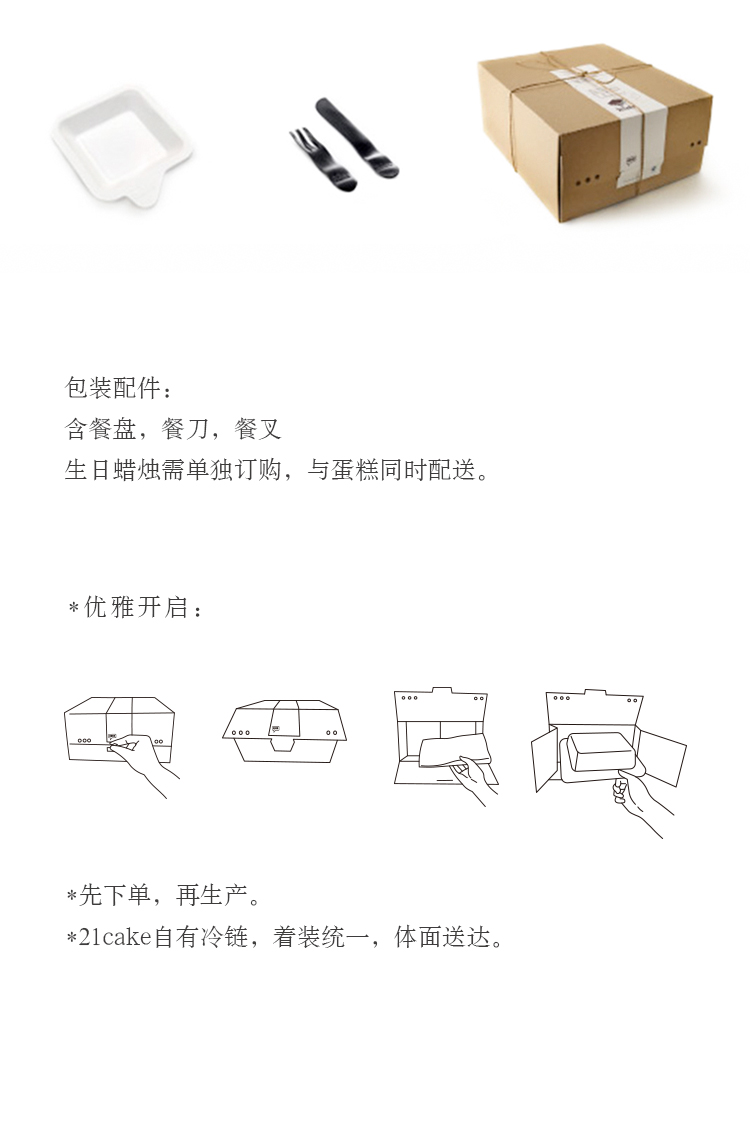 包装配件：
含餐盘，餐刀，餐叉
生日蜡烛需单独订购，与蛋糕同时配送。
*优雅开启：
*先下单，再生产。
*21cake自有冷链，着装统一，体面送达。